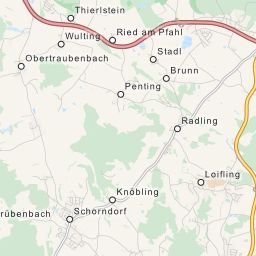 Thierlstein
Ried am Pfahl
Wulting
Stadl
Obertraubenbach
Brunn
Penting
Radling
Loifling
Knöbling
rübenbach
Schorndorf